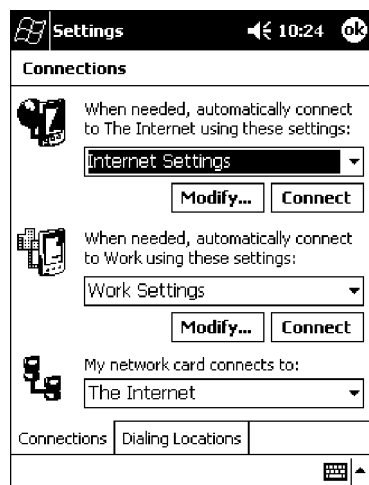 Settings 10:24 ok
Connections
When needed, automatically connect
to The Internet using these settings:
Internet Settings
Modify... Connect
When needed, automatically connect
to Work using these settings:
Work Settings
Modify... Connect
My network card connects to:
The Internet
Connections Dialing Locations